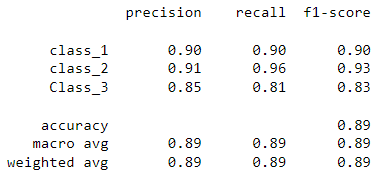 precision recall f1-score
class_1 0.90 0.90 0.90
class_2 0.91 0.96 0.93
Class_3 0.85 0.81 0.83
accuracy 0.89
macro avg 0.89 0.89 0.89
weighted avg 0.89 0.89 0.89